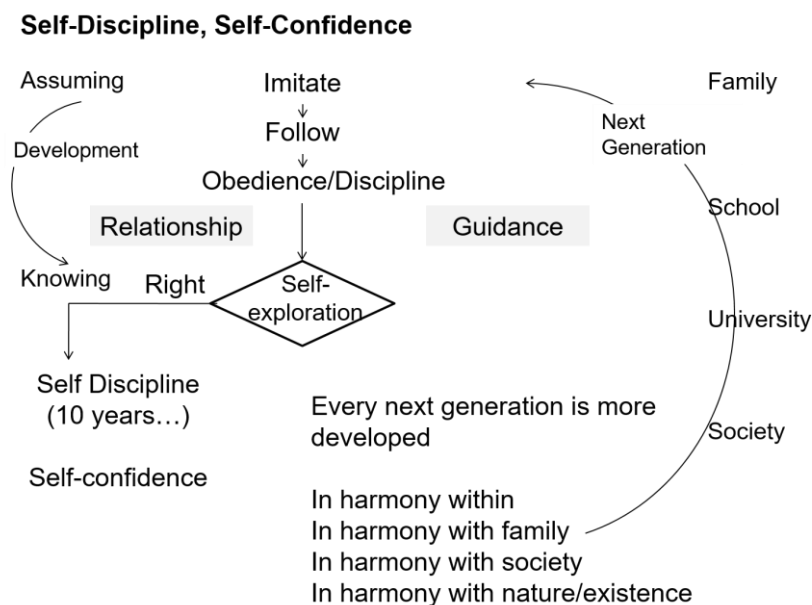 Self-Discipline, Self-Confidence
Assuming
Imitate
Family
Follow
Next
Generation
Development
Obedience/Discipline
School
Relationship
Guidance
Knowing
Right
Self-
exploration
University
Self Discipline
(10 years…)
Every next generation is more
developed
Society
Self-confidence
In harmony within
In harmony with family
In harmony with society
In harmony with nature/existence